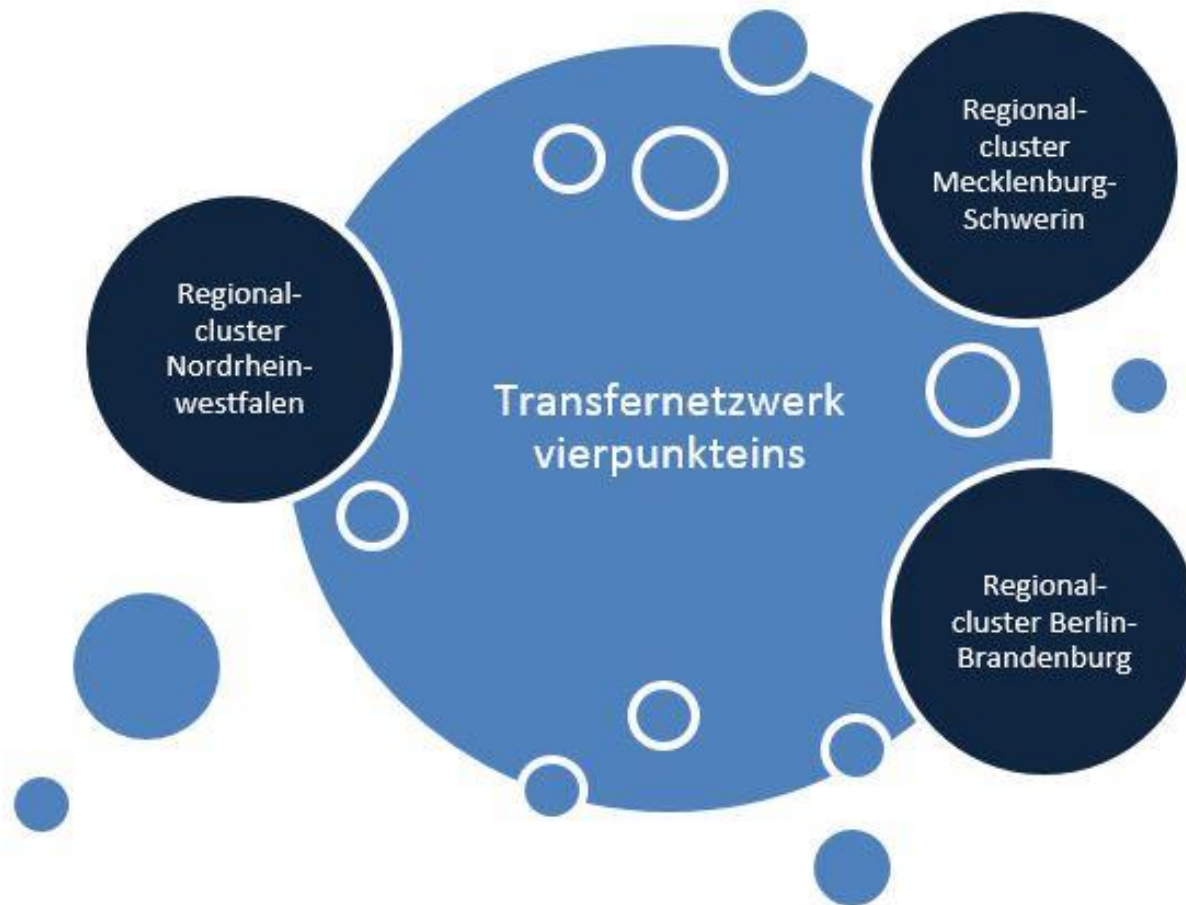 Regional-
cluster
Mecklenburg-
Schwerin
Regional-
cluster
Nordrhein-
westfalen
Transfernetzwerk
vierpunkteins
Regional-
cluster Berlin-
Brandenburg